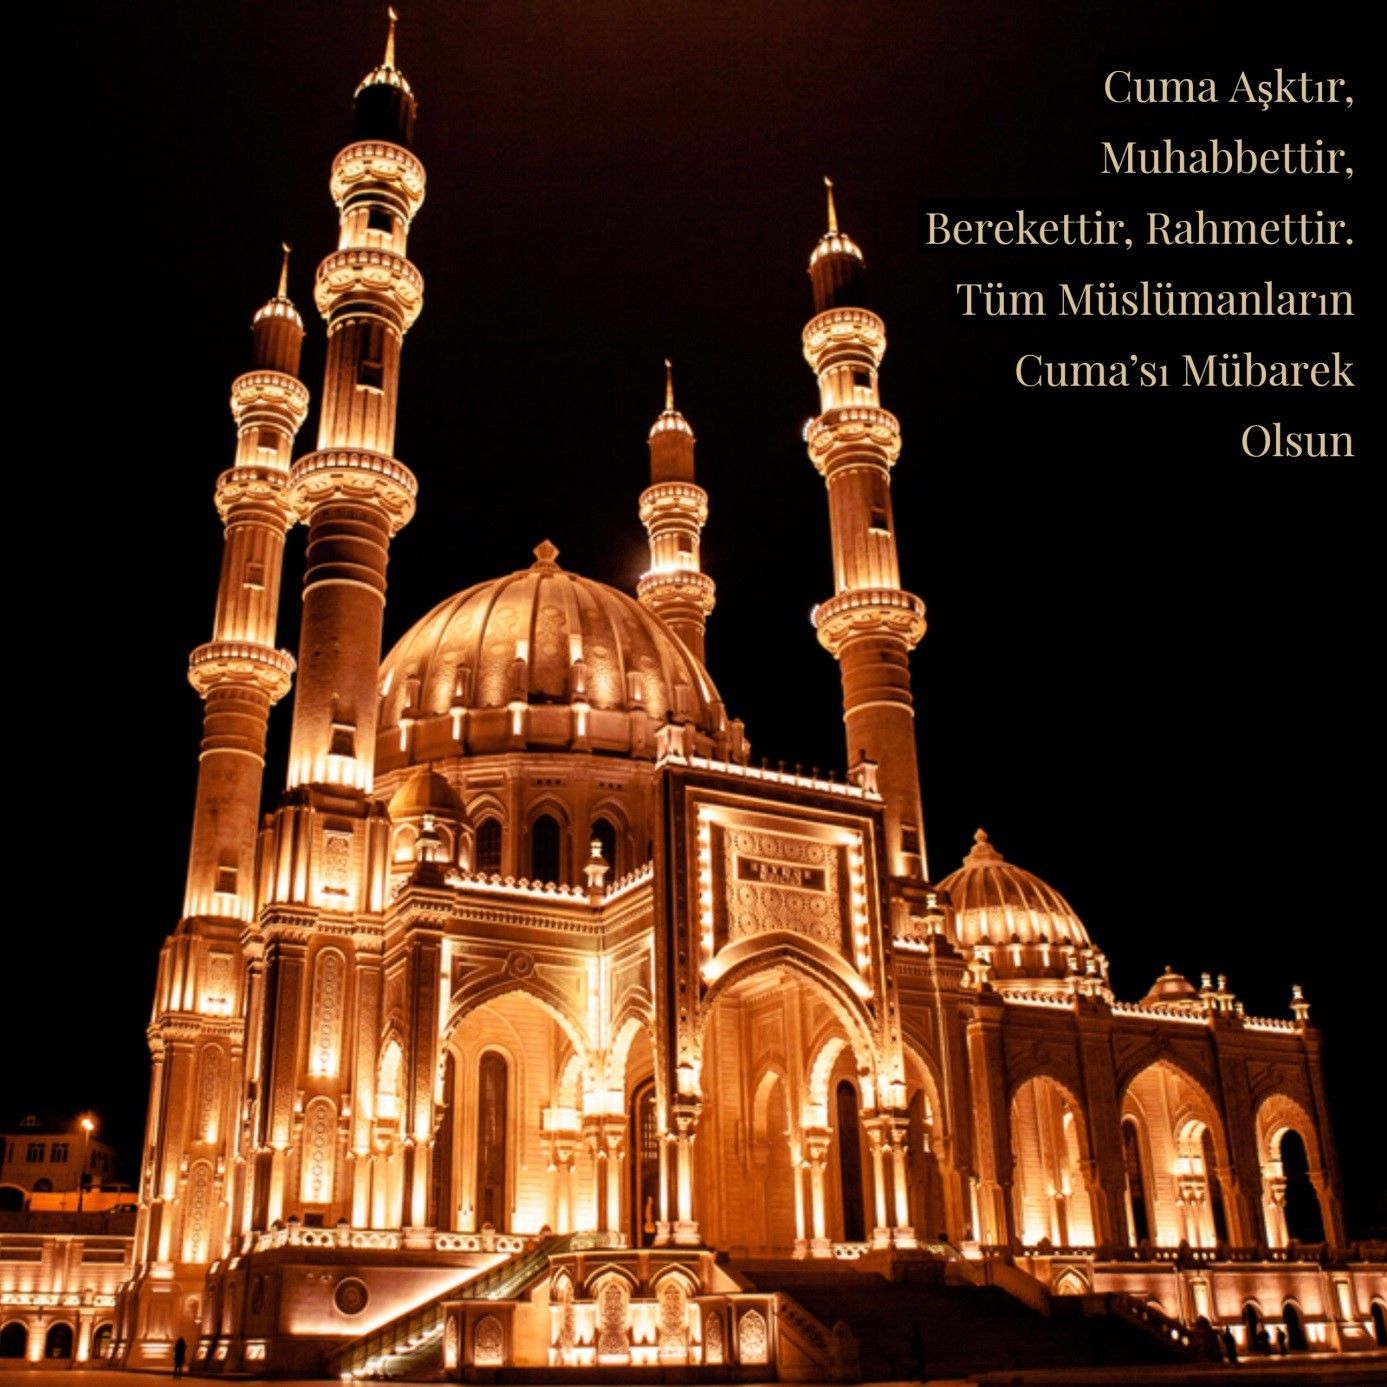 Cuma Aşktır,
Muhabbettir,
Berekettir, Rahmettir.
Tüm Müslümanların
Cuma’sı Mübarek
Olsun